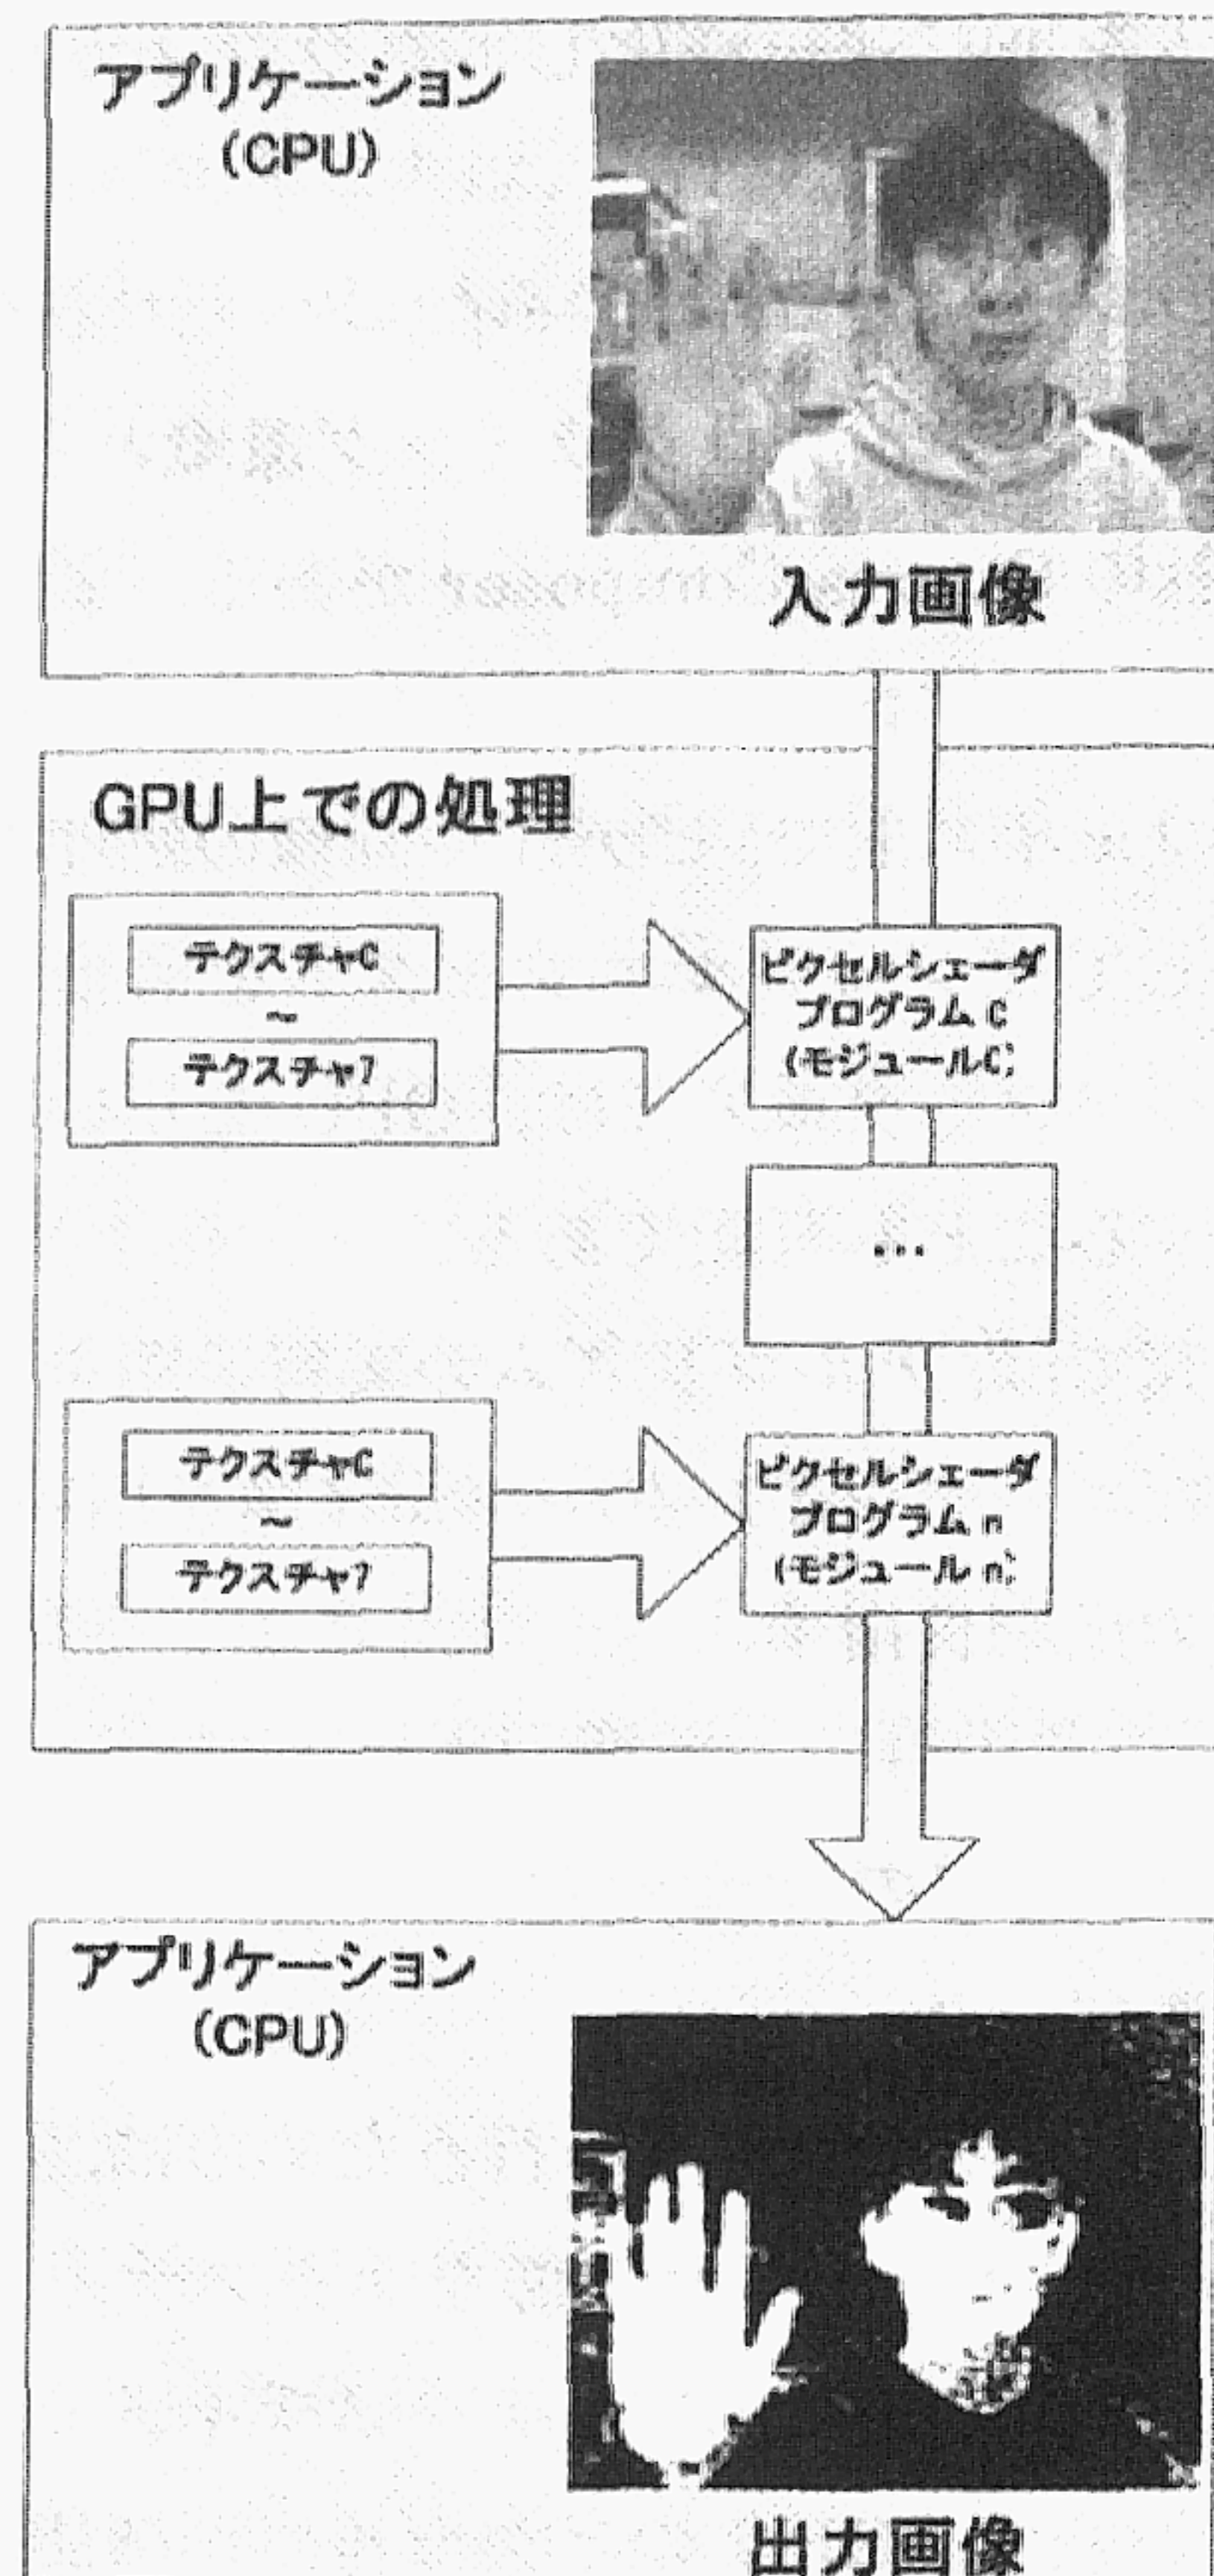 アプリケーション
(CPU)
入力画像
GPU上での処理
テクスチャ0
～
テクスチャ7
ピクセルシェーダ
プログラム 0
(モジュール0)
...
テクスチャ0
～
テクスチャ7
ピクセルシェーダ
プログラム n
(モジュール n)
アプリケーション
(CPU)
出力画像